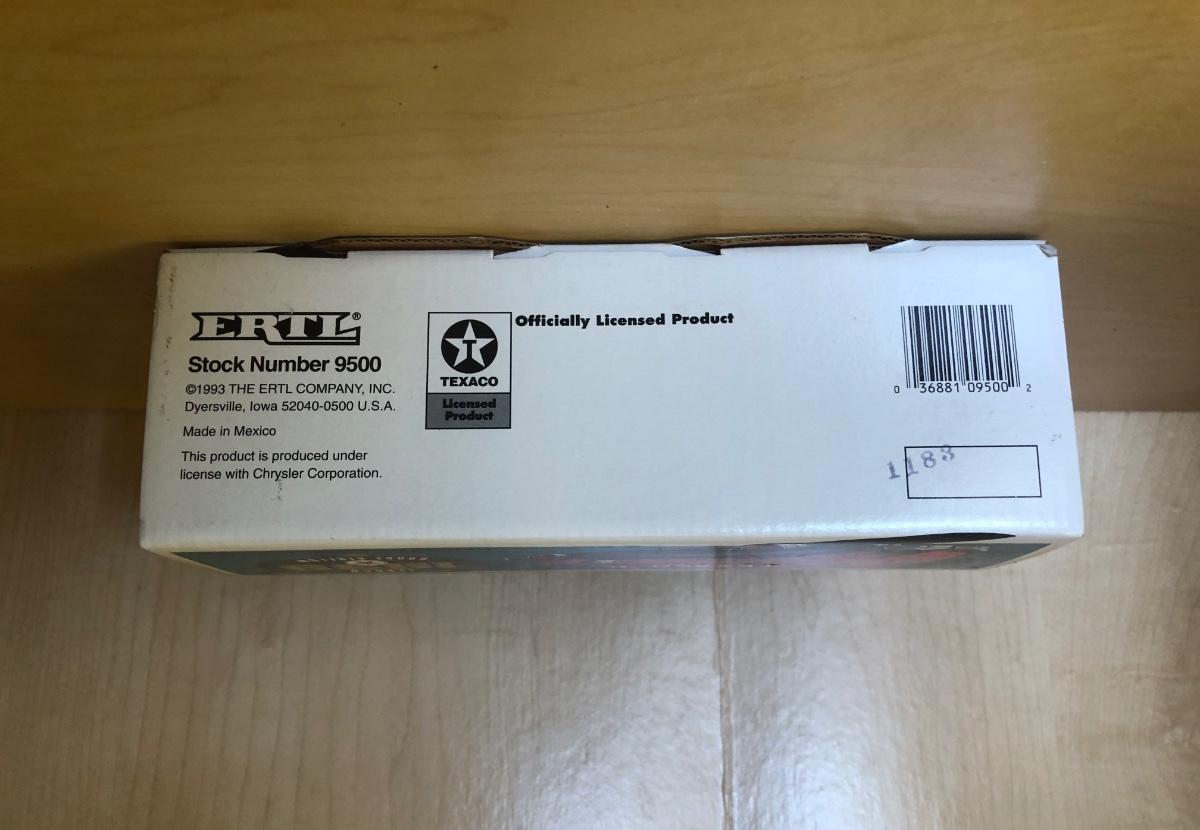 ERTL®
Stock Number 9500
©1993 THE ERTL COMPANY, INC.
Dyersville, Iowa 52040-0500 U.S.A.
Made in Mexico
This product is produced under
license with Chrysler Corporation.
T
TEXACO
Licensed
Product
Officially Licensed Product
0 36881 09500 2
1183